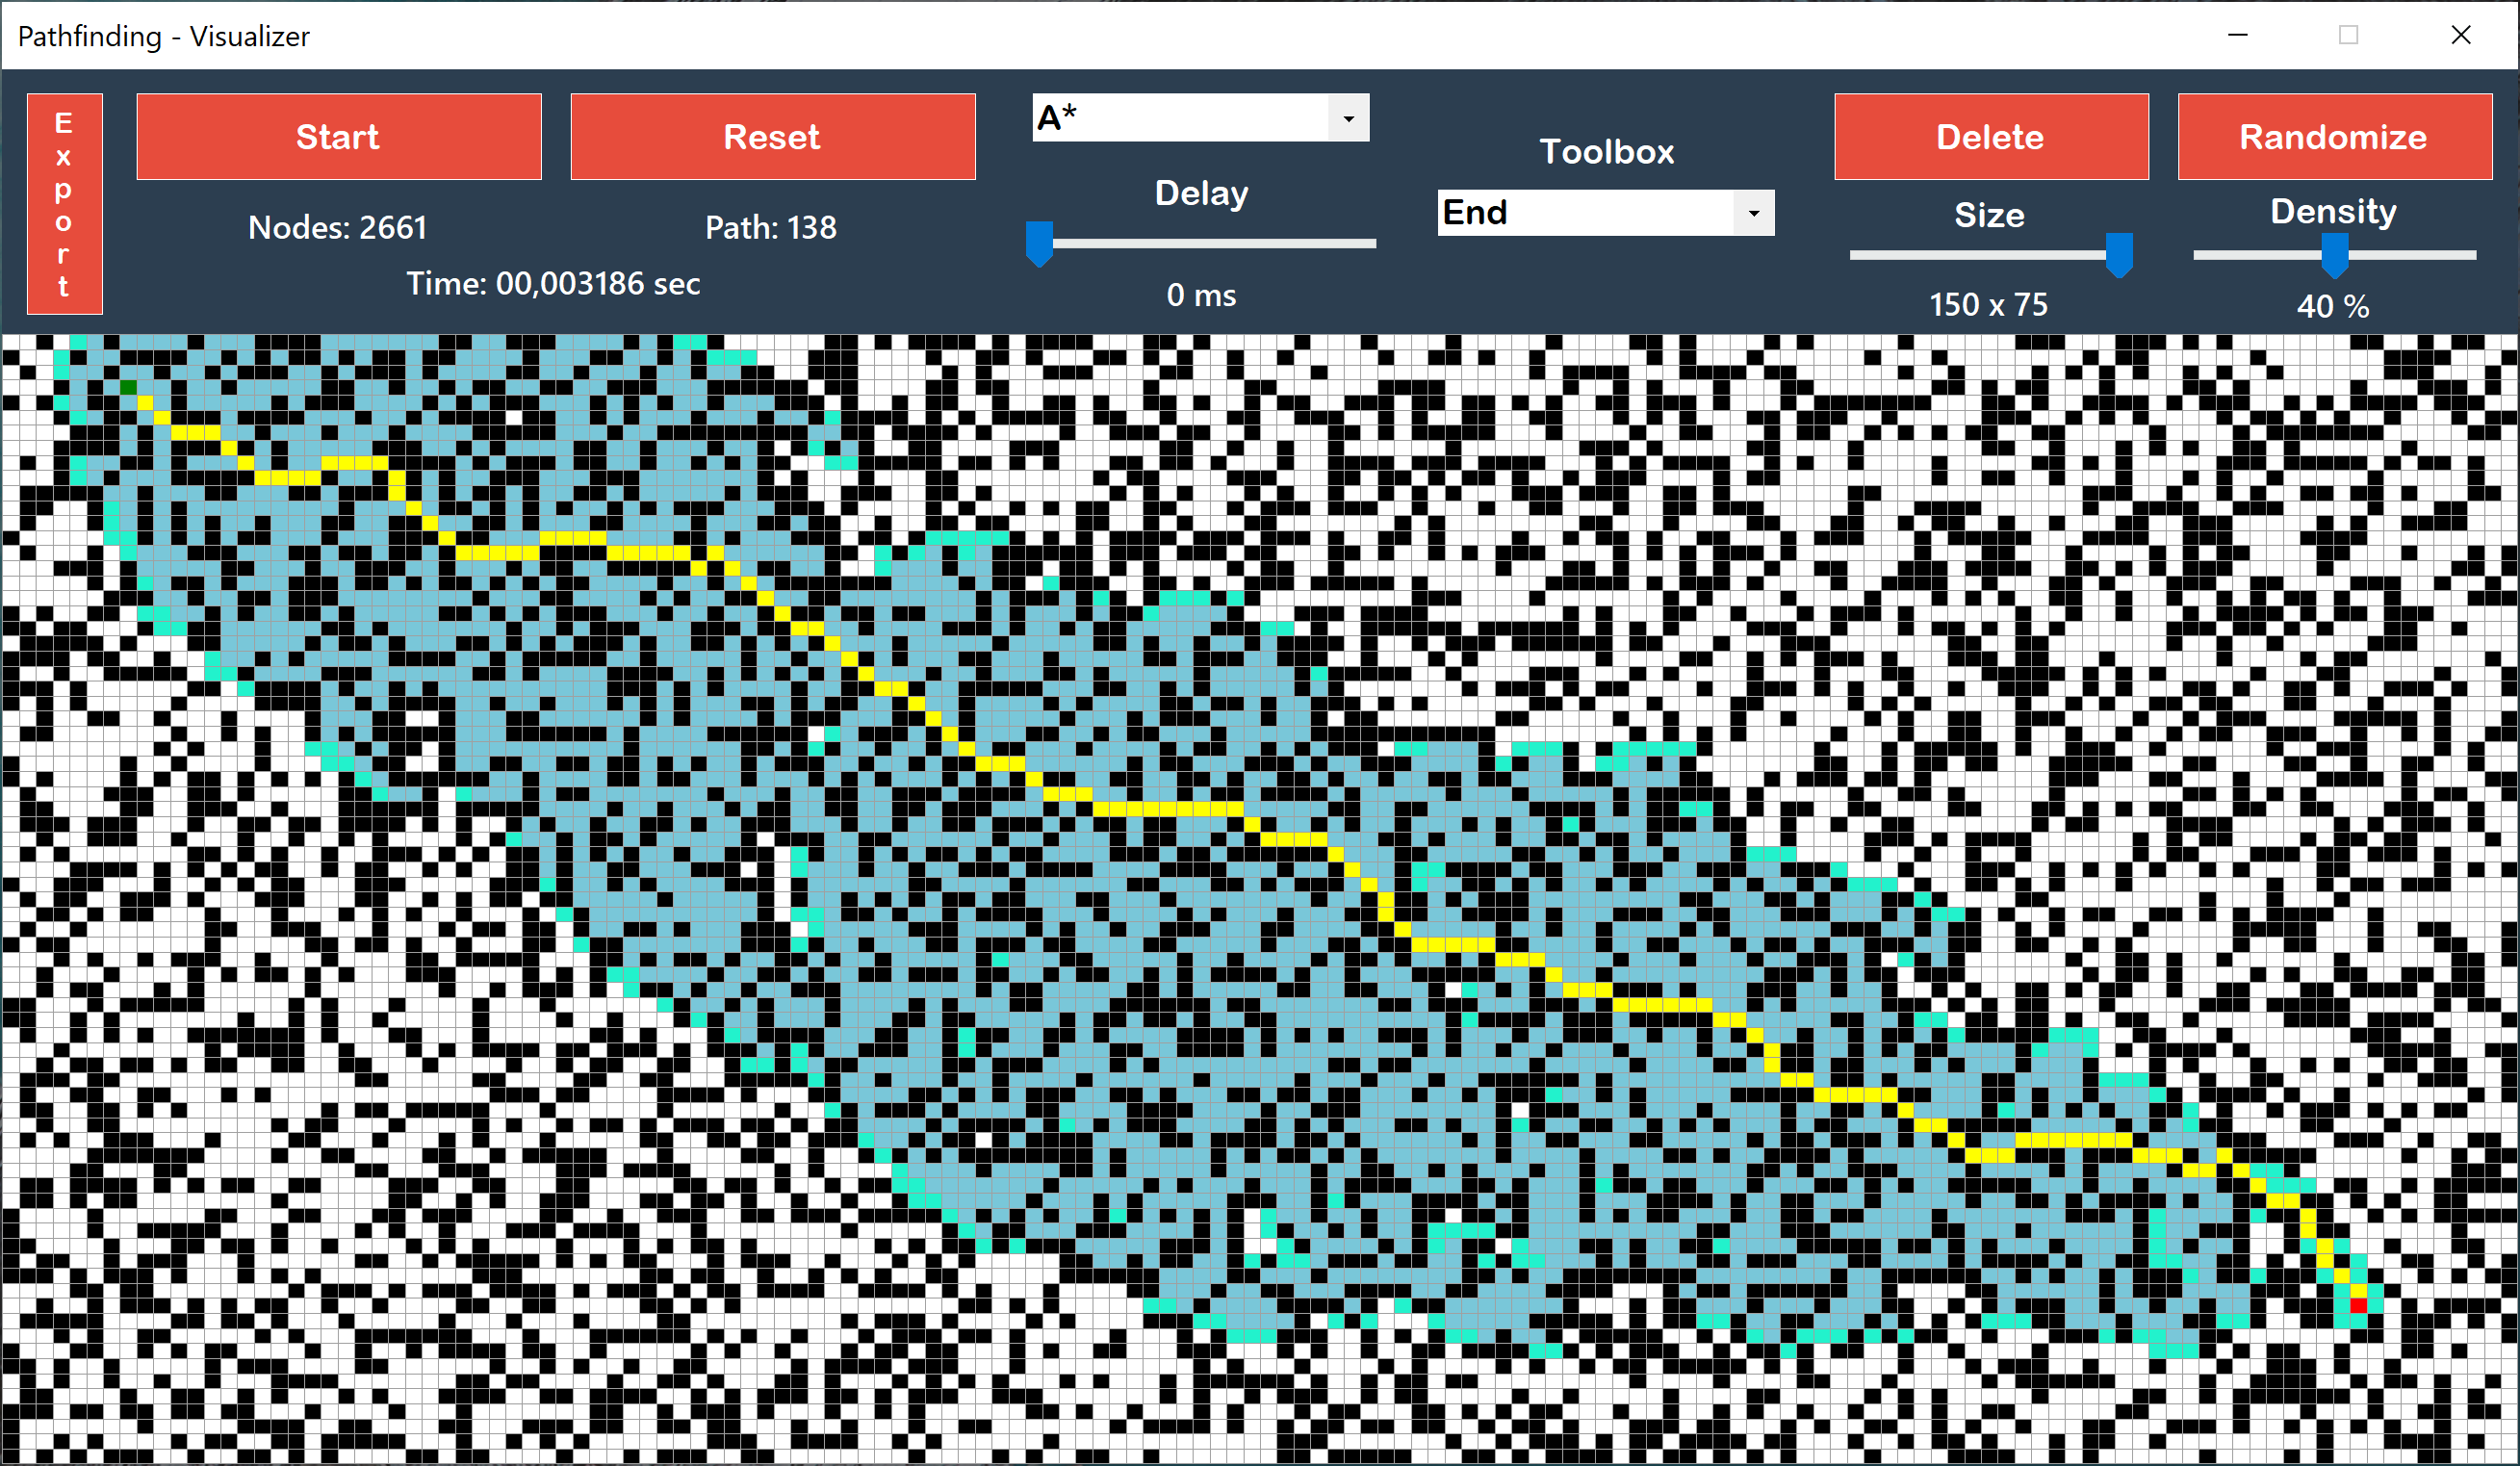 Pathfinding - Visualizer
Export
Start
Reset
A*
Toolbox
Delete
Randomize
Delay
End
Size
Density
Nodes: 2661
Path: 138
Time: 00,003186 sec
0 ms
150 x 75
40 %